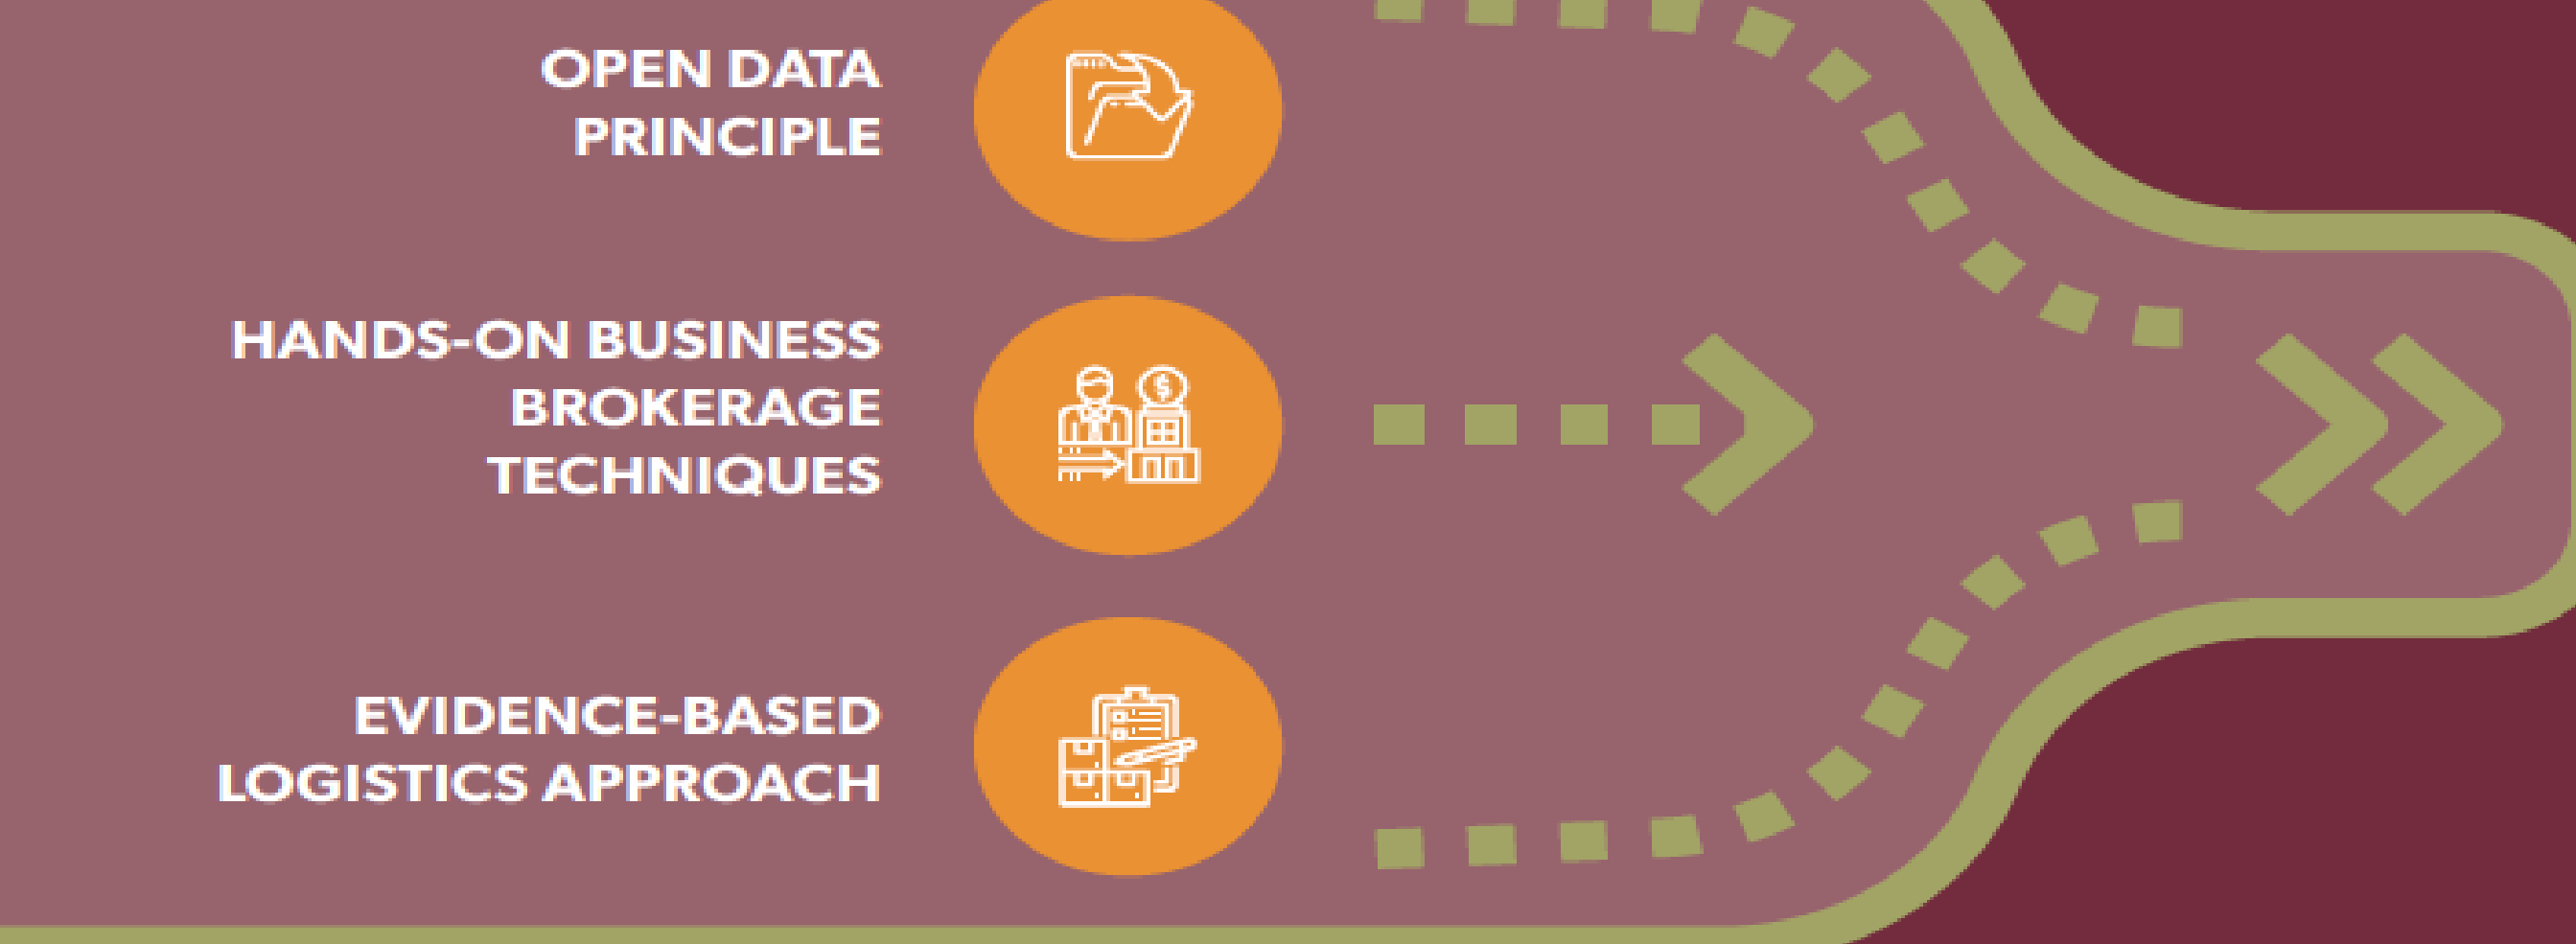 OPEN DATA
PRINCIPLE
HANDS-ON BUSINESS
BROKERAGE
TECHNIQUES
EVIDENCE-BASED
LOGISTICS APPROACH
$